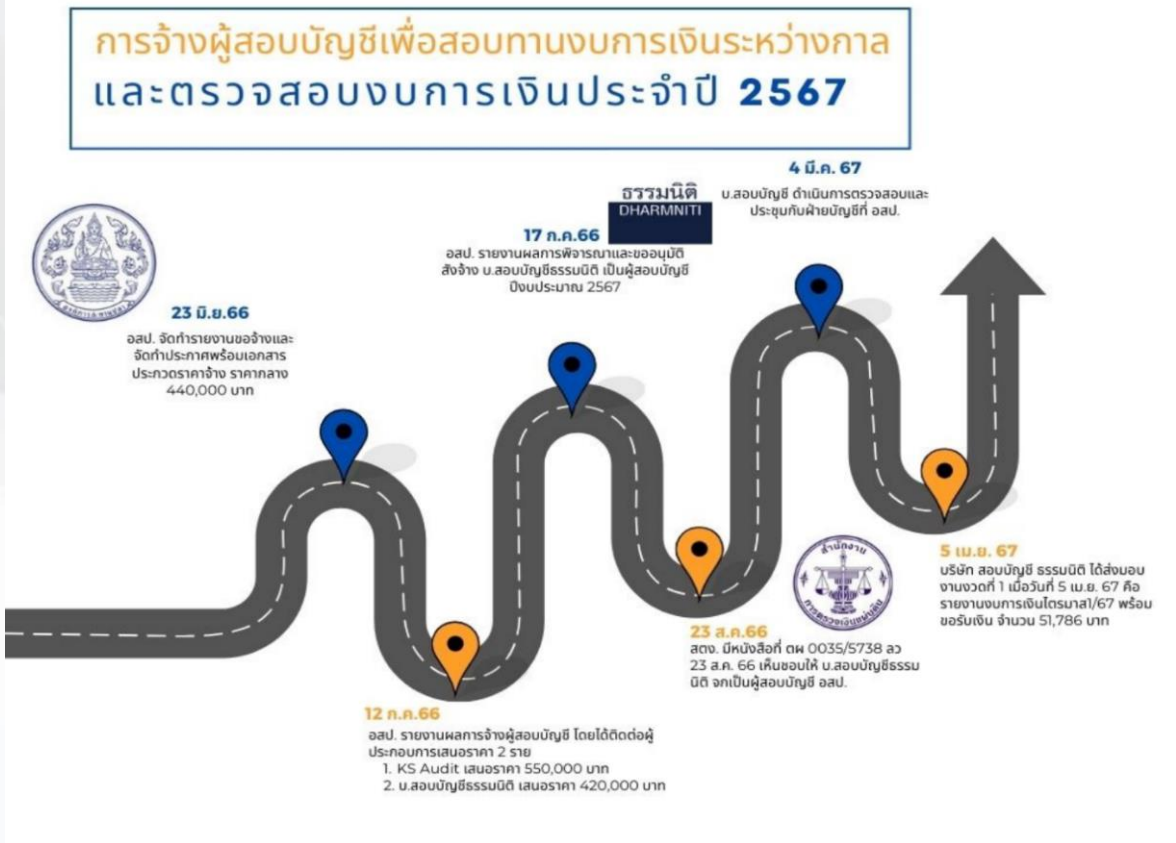 การจ้างผู้สอบบัญชีเพื่อสอบทานงบการเงินระหว่างกาล
และตรวจสอบงบการเงินประจำปี 2567
23 มิ.ย.66
อสป. จัดทำรายงานขอจ้างและ
จัดทำประกาศพร้อมเอกสาร
ประกวดราคาจ้าง ราคากลาง
440,000 บาท
12 ก.ค.66
อสป. รายงานผลการจ้างผู้สอบบัญชี โดยได้ติดต่อผู้
ประกอบการเสนอราคา 2 ราย
1. KS Audit เสนอราคา 550,000 บาท
2. บ.สอบบัญชีธรรมนิติ เสนอราคา 420,000 บาท
ธรรมนิติ
DHARMNITI
17 ก.ค.66
อสป. รายงานผลการพิจารณาและขออนุมัติ
สั่งจ้าง บ.สอบบัญชีธรรมนิติ เป็นผู้สอบบัญชี
ปีงบประมาณ 2567
สำนักงาน
การตรวจเงินแผ่นดิน
23 ส.ค.66
สตง. มีหนังสือที่ ตผ 0035/5738 ลว
23 ส.ค. 66 เห็นชอบให้ บ.สอบบัญชีธรรม
นิติ จกเป็นผู้สอบบัญชี อสป.
4 มี.ค. 67
บ.สอบบัญชี ดำเนินการตรวจสอบและ
ประชุมกับฝ่ายบัญชีที่ อสป.
5 เม.ย. 67
บริษัท สอบบัญชี ธรรมนิติ ได้ส่งมอบ
งานงวดที่ 1 เมื่อวันที่ 5 เม.ย. 67 คือ
รายงานงบการเงินไตรมาส1/67 พร้อม
ขอรับเงิน จำนวน 51,786 บาท